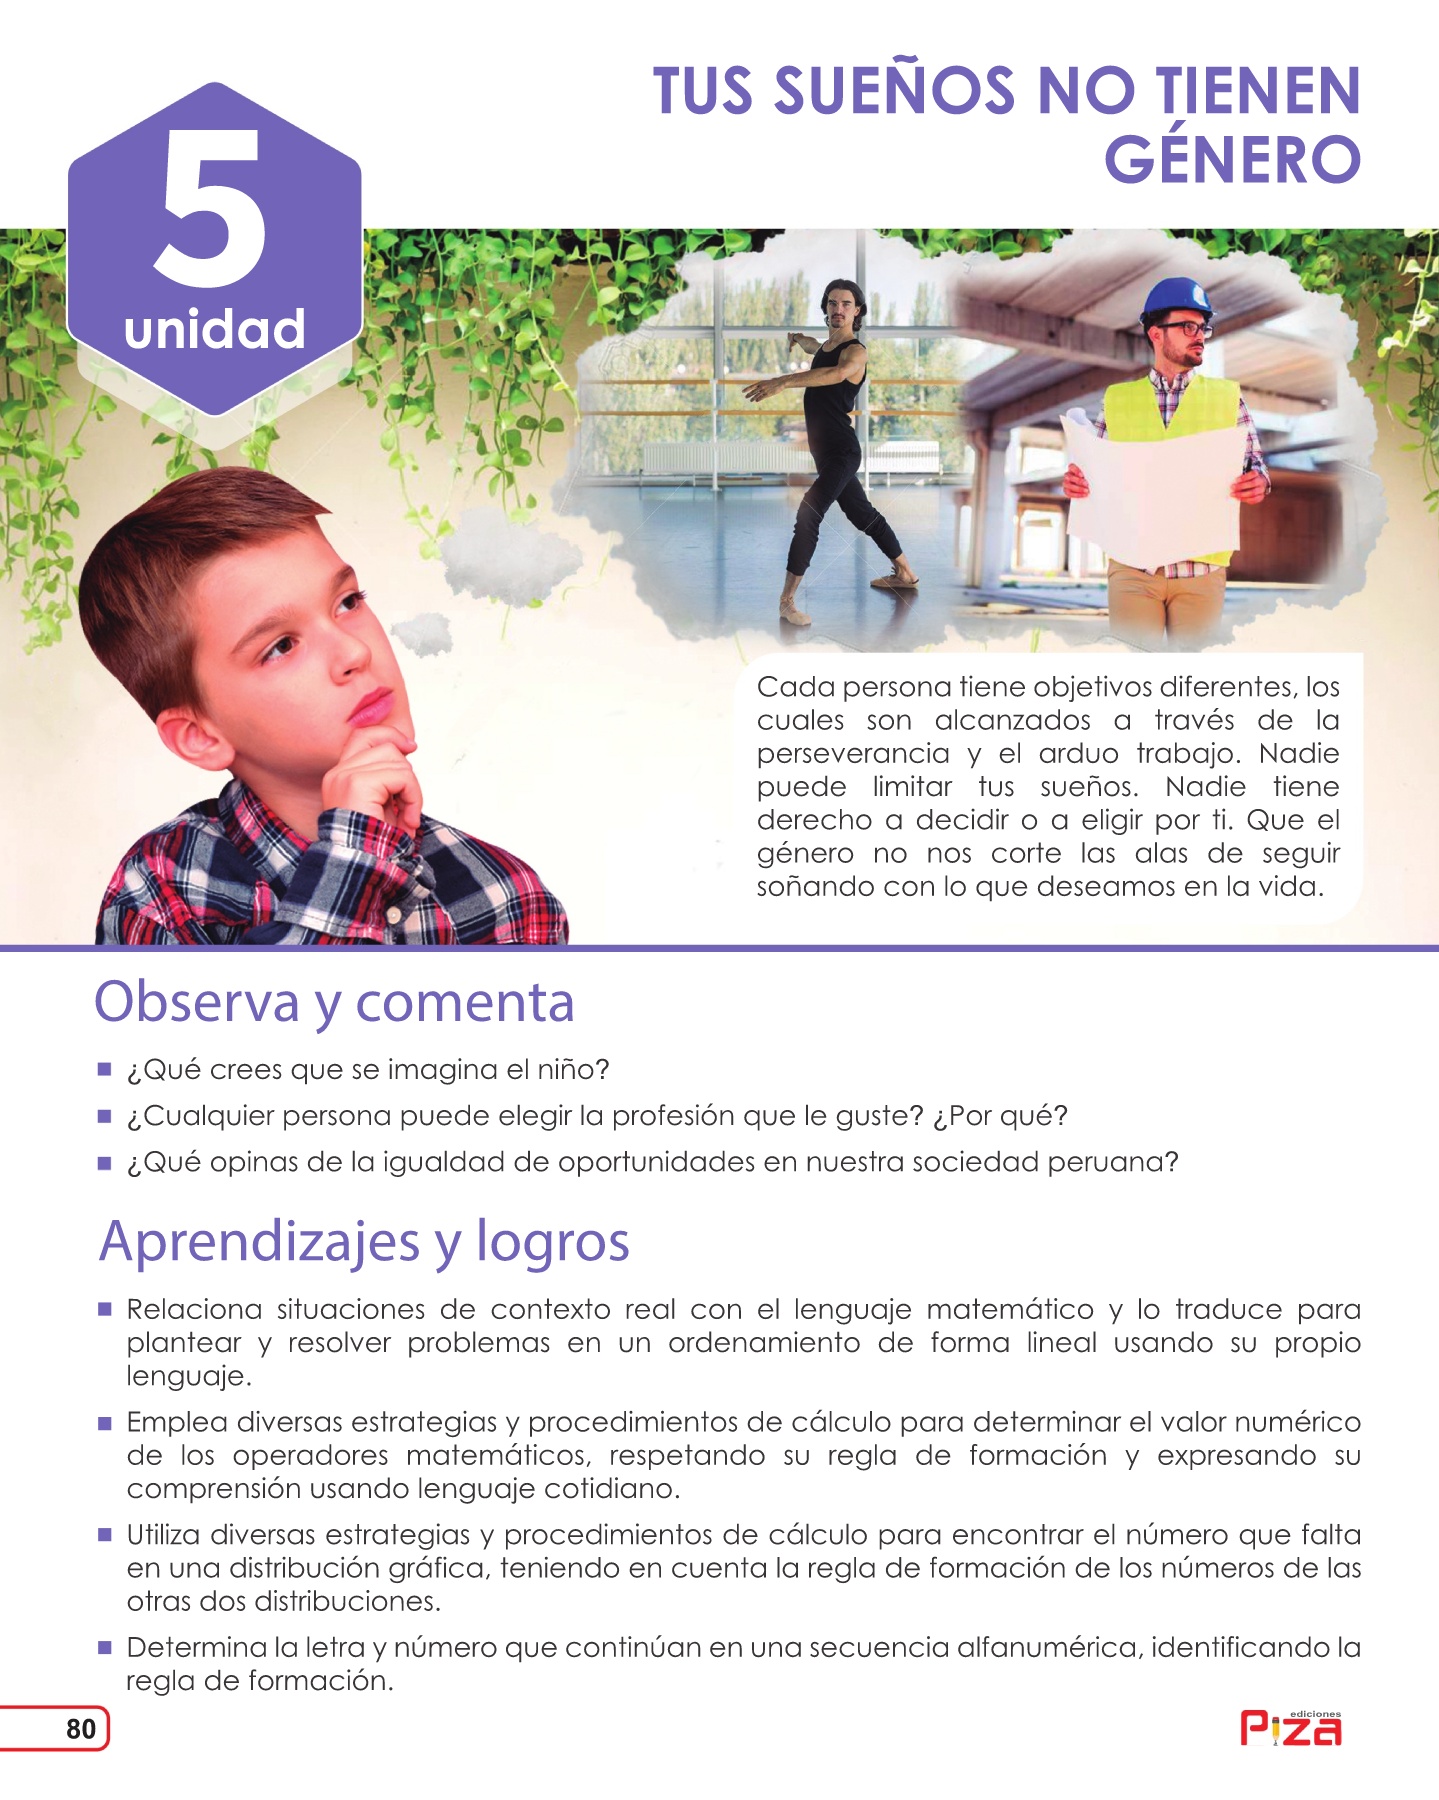 TUS SUEÑOS NO TIENEN
GÉNERO
5
unidad
Cada persona tiene objetivos diferentes, los
cuales son alcanzados a través de la
perseverancia y el arduo trabajo. Nadie
puede limitar tus sueños. Nadie tiene
derecho a decidir o a eligir por ti. Que el
género no nos corte las alas de seguir
soñando con lo que deseamos en la vida.
Observa y comenta
¿Qué crees que se imagina el niño?
¿Cualquier persona puede elegir la profesión que le guste? ¿Por qué?
¿Qué opinas de la igualdad de oportunidades en nuestra sociedad peruana?
Aprendizajes y logros
Relaciona situaciones de contexto real con el lenguaje matemático y lo traduce para
plantear y resolver problemas en un ordenamiento de forma lineal usando su propio
lenguaje.
Emplea diversas estrategias y procedimientos de cálculo para determinar el valor numérico
de los operadores matemáticos, respetando su regla de formación y expresando su
comprensión usando lenguaje cotidiano.
Utiliza diversas estrategias y procedimientos de cálculo para encontrar el número que falta
en una distribución gráfica, teniendo en cuenta la regla de formación de los números de las
otras dos distribuciones.
Determina la letra y número que continúan en una secuencia alfanumérica, identificando la
regla de formación.
80
ediciones
Piza